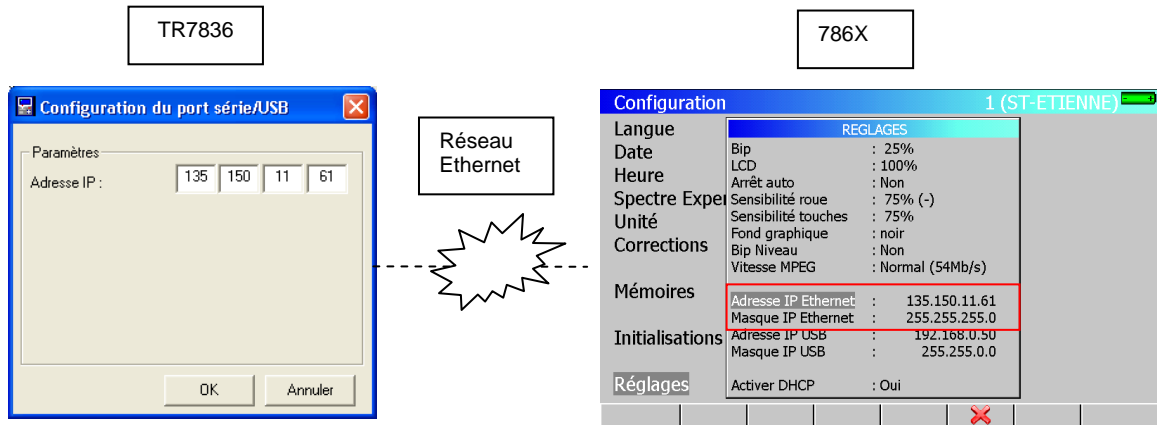 TR7836
786X
Configuration du port série/USB
Paramètres
Adresse IP : 135 150 11 61
OK Annuler
Réseau
Ethernet
Configuration 1 (ST-ETIENNE)
Langue
Date
Heure
Spectre Exper
Unité
Corrections
Mémoires
Initialisations
Réglages
REGLAGES
Bip : 25%
LCD : 100%
Arrêt auto : Non
Sensibilité roue : 75% (-)
Sensibilité touches : 75%
Fond graphique : noir
Bip Niveau : Non
Vitesse MPEG : Normal (54Mb/s)
Adresse IP Ethernet : 135.150.11.61
Masque IP Ethernet : 255.255.255.0
Adresse IP USB : 192.168.0.50
Masque IP USB : 255.255.0.0
Activer DHCP : Oui